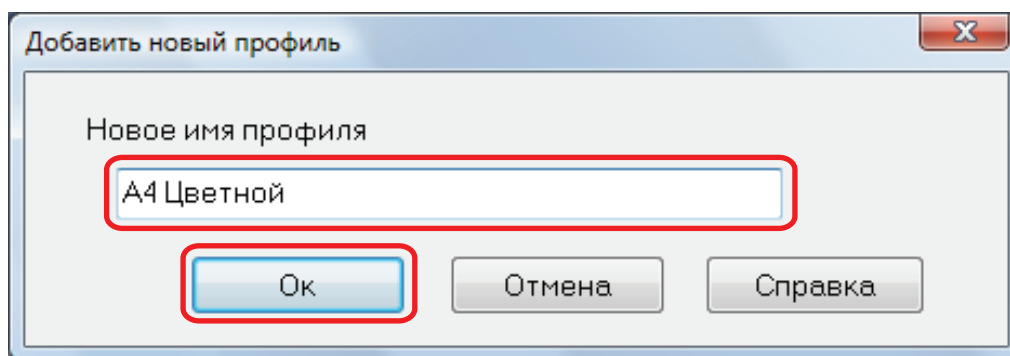 Добавить новый профиль
Новое имя профиля
A4 Цветной
Ок Отмена Справка